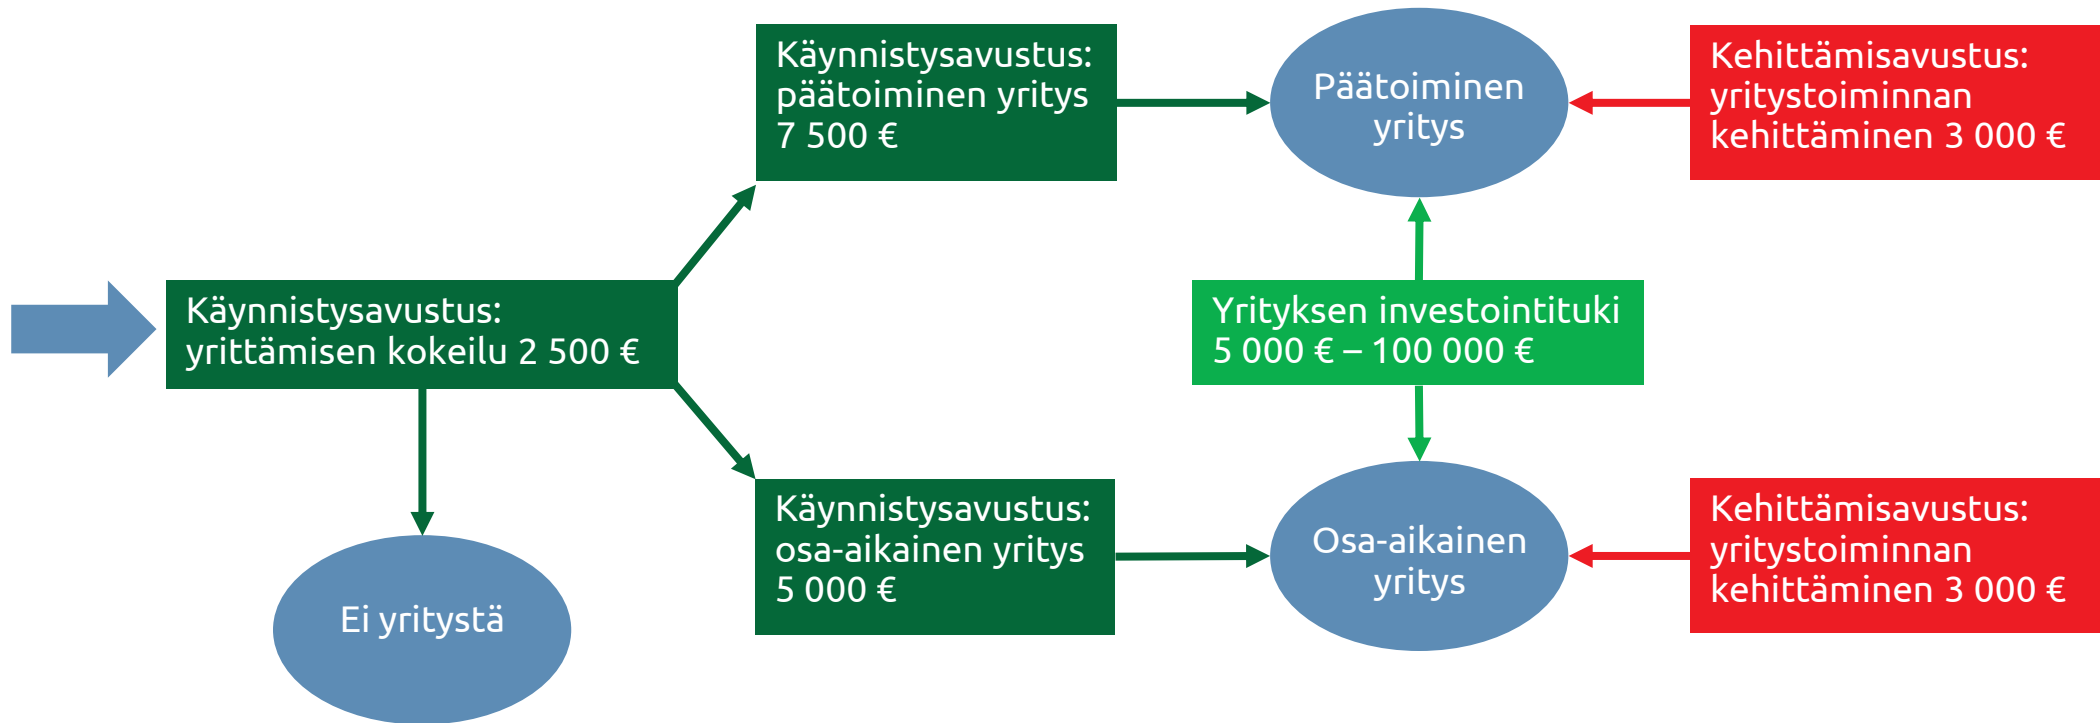 Käynnistysavustus:
päätoiminen yritys
7 500 €
Päätoiminen
yritys
Kehittämisavustus:
yritystoiminnan
kehittäminen 3 000 €
Käynnistysavustus:
yrittämisen kokeilu 2 500 €
Yrityksen investointituki
5 000 € – 100 000 €
Käynnistysavustus:
osa-aikainen yritys
5 000 €
Osa-aikainen
yritys
Kehittämisavustus:
yritystoiminnan
kehittäminen 3 000 €
Ei yritystä